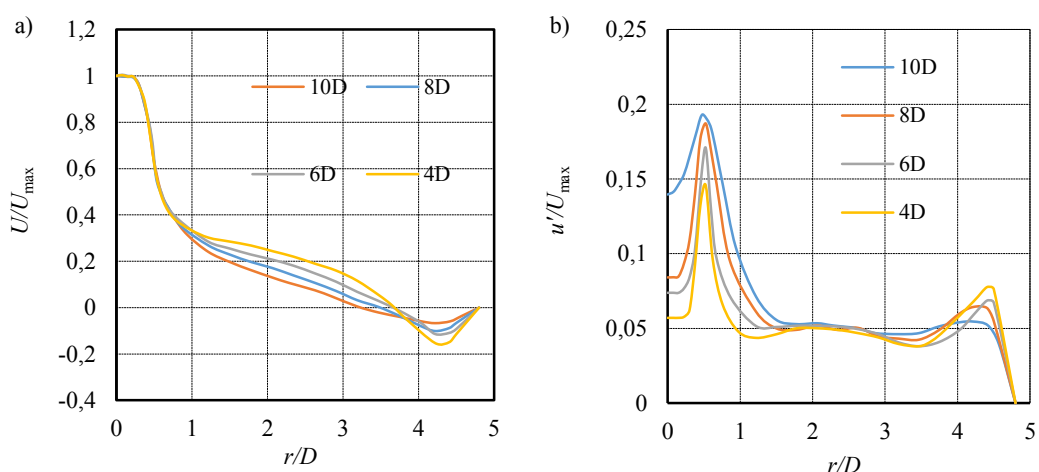 a)
1,2
1
0,8
0,6
0,4
0,2
0
-0,2
-0,4
0 1 2 3 4 5
U/Umax
r/D
10D 8D
6D 4D
b)
0,25
0,2
0,15
0,1
0,05
0
0 1 2 3 4 5
u'/Umax
r/D
10D
8D
6D
4D